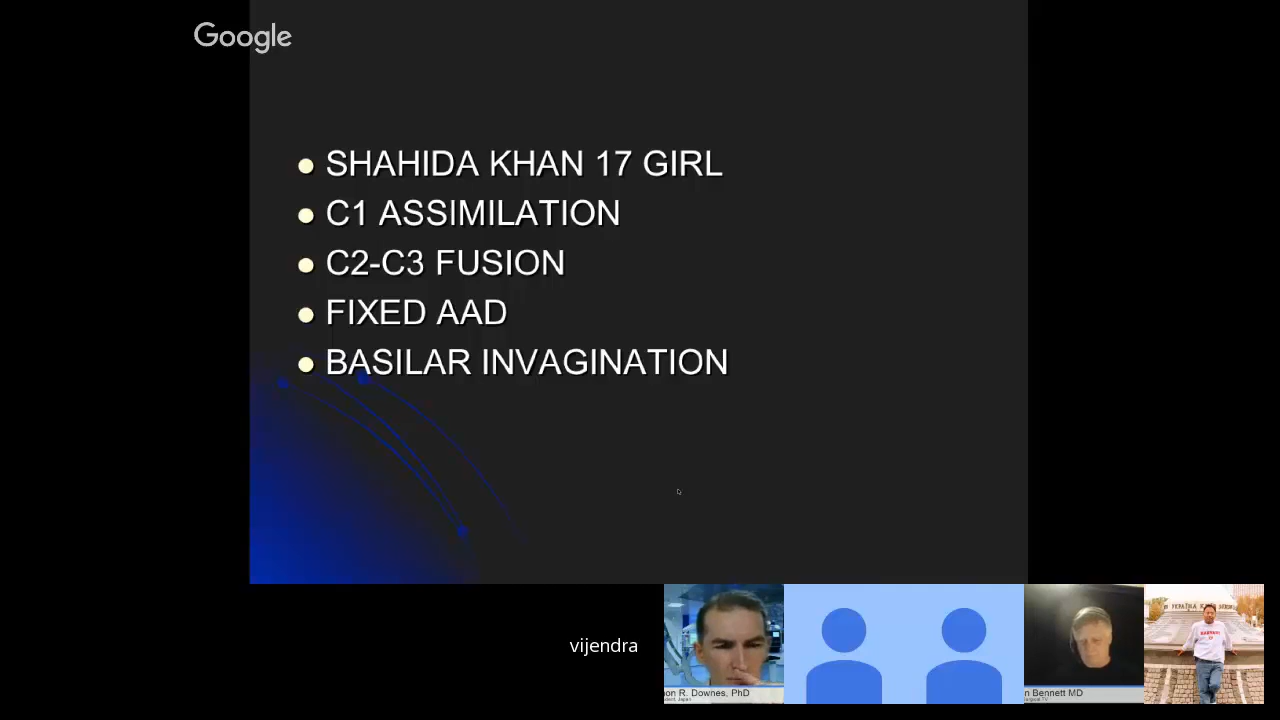 Google
SHAHIDA KHAN 17 GIRL
C1 ASSIMILATION
C2-C3 FUSION
FIXED AAD
BASILAR INVAGINATION
vijendra
on R. Downes, PhD
n Bennett MD